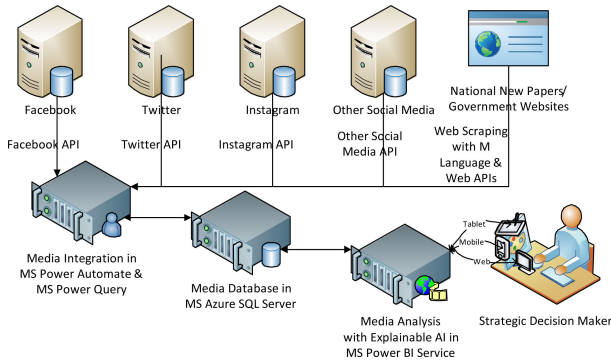 Facebook
Twitter
Instagram
Other Social Media
National New Papers/
Government Websites
Facebook API
Twitter API
Instagram API
Other Social
Media API
Web Scraping
with M
Language &
Web APIs
Media Integration in
MS Power Automate &
MS Power Query
Media Database in
MS Azure SQL Server
Media Analysis
with Explainable AI in
MS Power BI Service
Tablet
Mobile
Web
Strategic Decision Maker